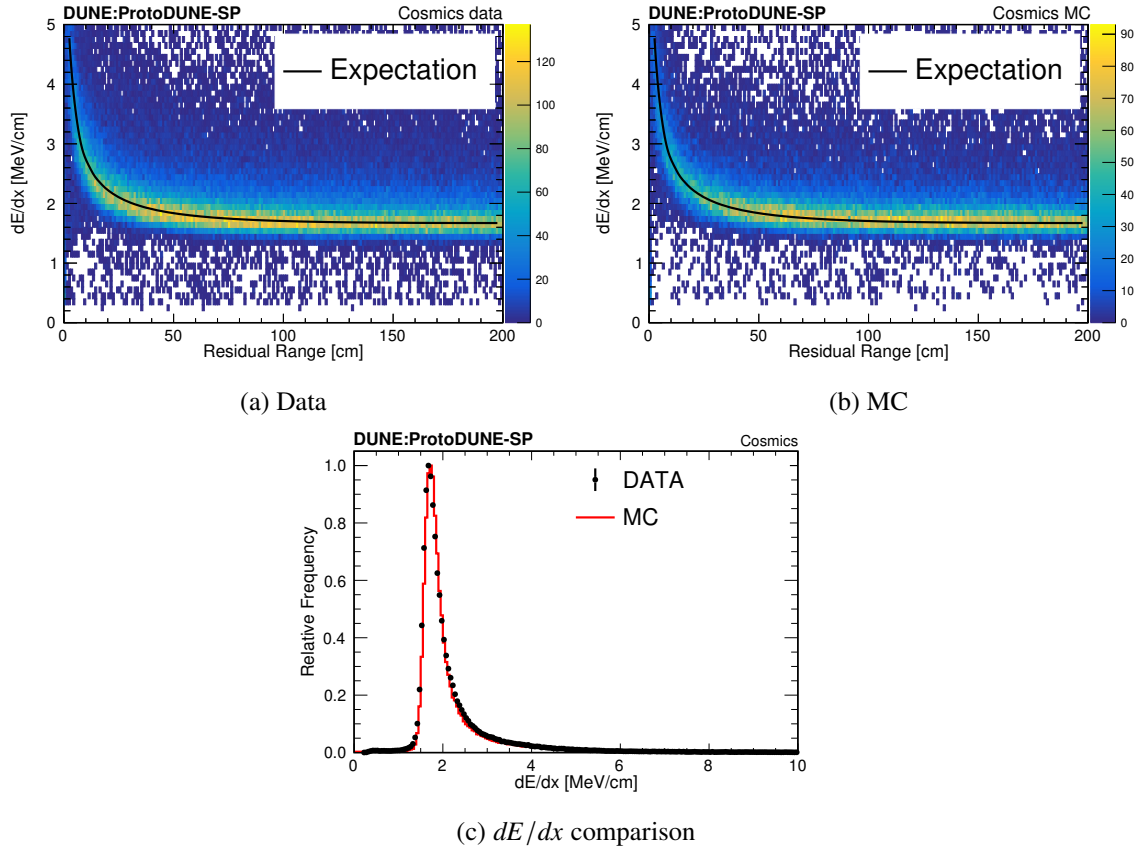 DUNE:ProtoDUNE-SP Cosmics data
dE/dx [MeV/cm]
5
4
3
2
1
0
Expectation
120
100
80
60
40
20
0
0 50 100 150 200
Residual Range [cm]
(a) Data
DUNE:ProtoDUNE-SP Cosmics MC
dE/dx [MeV/cm]
5
4
3
2
1
0
Expectation
90
80
70
60
50
40
30
20
10
0
0 50 100 150 200
Residual Range [cm]
(b) MC
DUNE:ProtoDUNE-SP Cosmics
Relative Frequency
1.0
0.8
0.6
0.4
0.2
0.0
DATA
MC
0 2 4 6 8 10
dE/dx [MeV/cm]
(c) dE/dx comparison